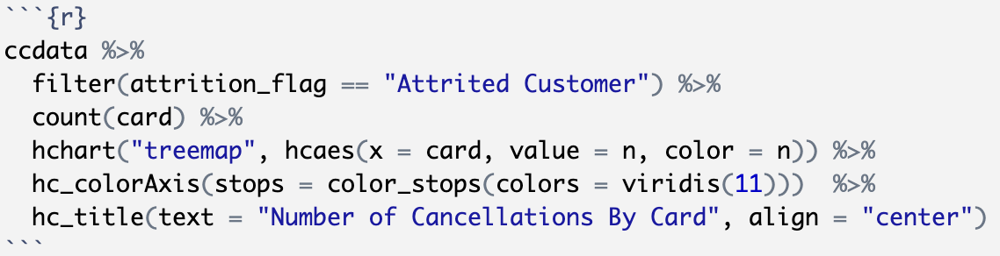 ```{r}
ccdata %>%
  filter(attrition_flag == "Attrited Customer") %>%
  count(card) %>%
  hchart("treemap", hcaes(x = card, value = n, color = n)) %>%
  hc_colorAxis(stops = color_stops(colors = viridis(11)))  %>%
  hc_title(text = "Number of Cancellations By Card", align = "center")
```